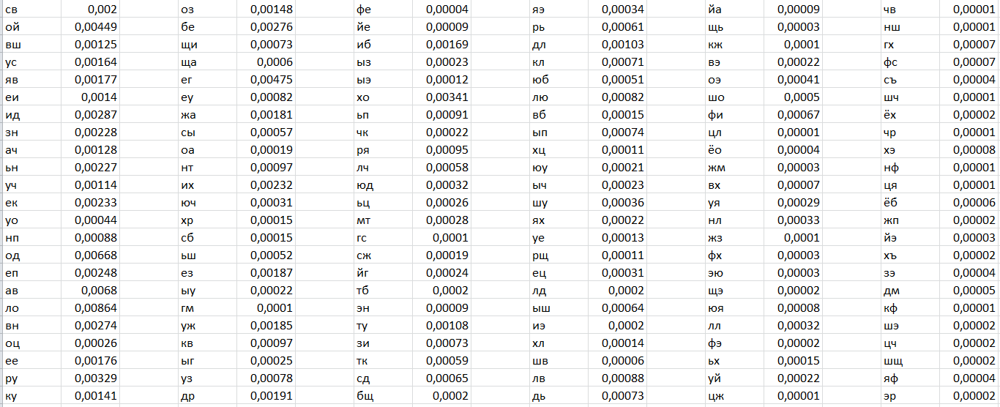 св 0,002 оз 0,00148 фе 0,00004 яэ 0,00034 йа 0,00009 чв 0,00001
ой 0,00449 бе 0,00276 йе 0,00009 рь 0,00061 щь 0,00003 нш 0,00001
вш 0,00125 щи 0,00073 иб 0,00169 дл 0,00103 кж 0,0001 гх 0,00007
ус 0,00164 ща 0,0006 ыз 0,00023 кл 0,00071 вэ 0,00022 фс 0,00007
яв 0,00177 ег 0,00475 ыэ 0,00012 юб 0,00051 оэ 0,00041 съ 0,00004
еи 0,0014 еу 0,00082 хо 0,00341 лю 0,00082 шо 0,0005 шч 0,00001
ид 0,00287 жа 0,00181 ьп 0,00091 вб 0,00015 фи 0,00067 ёх 0,00002
зн 0,00228 сы 0,00057 чк 0,00022 ып 0,00074 цл 0,00001 чр 0,00001
ач 0,00128 оа 0,00019 ря 0,00095 хц 0,00011 ёо 0,00004 хэ 0,00008
ьн 0,00227 нт 0,00097 лч 0,00058 юу 0,00021 жм 0,00003 нф 0,00001
уч 0,00114 их 0,00232 юд 0,00032 ыч 0,00023 вх 0,00007 ця 0,00001
ек 0,00233 юч 0,00031 ьц 0,00026 шу 0,00036 уя 0,00029 ёб 0,00006
уо 0,00044 хр 0,00015 мт 0,00028 ях 0,00022 нл 0,00033 жп 0,00002
нп 0,00088 сб 0,00015 гс 0,0001 уе 0,00013 жз 0,0001 йэ 0,00003
од 0,00668 ьш 0,00052 сж 0,00019 рщ 0,00011 фх 0,00003 хъ 0,00002
еп 0,00248 ез 0,00187 йг 0,00024 ец 0,00031 эю 0,00003 зэ 0,00004
ав 0,0068 ыу 0,00022 тб 0,0002 лд 0,0002 щэ 0,00002 дм 0,00005
ло 0,00864 гм 0,0001 эн 0,00009 ыш 0,00064 юя 0,00008 кф 0,00001
вн 0,00274 уж 0,00185 ту 0,00108 иэ 0,0002 лл 0,00032 шэ 0,00002
оц 0,00026 кв 0,00097 зи 0,00073 хл 0,00014 фэ 0,00002 цч 0,00002
ее 0,00176 ыг 0,00025 тк 0,00059 шв 0,00006 ьх 0,00015 шщ 0,00002
ру 0,00329 уз 0,00078 сд 0,00065 лв 0,00088 уй 0,00022 яф 0,00004
ку 0,00141 др 0,00191 бщ 0,0002 дь 0,00073 цж 0,00001 эр 0,00002